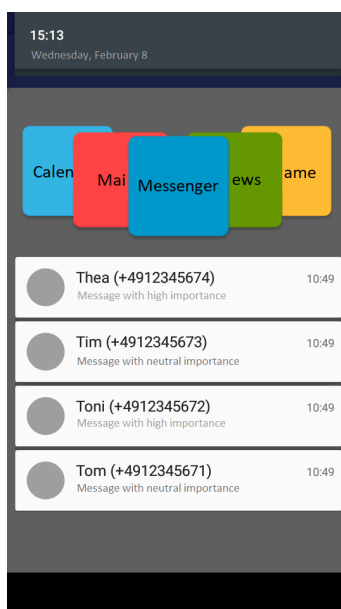 15:13
Wednesday, February 8
Calen Mai Messenger ews ame
Thea (+4912345674) 10:49
Message with high importance
Tim (+4912345673) 10:49
Message with neutral importance
Toni (+4912345672) 10:49
Message with high importance
Tom (+4912345671) 10:49
Message with neutral importance